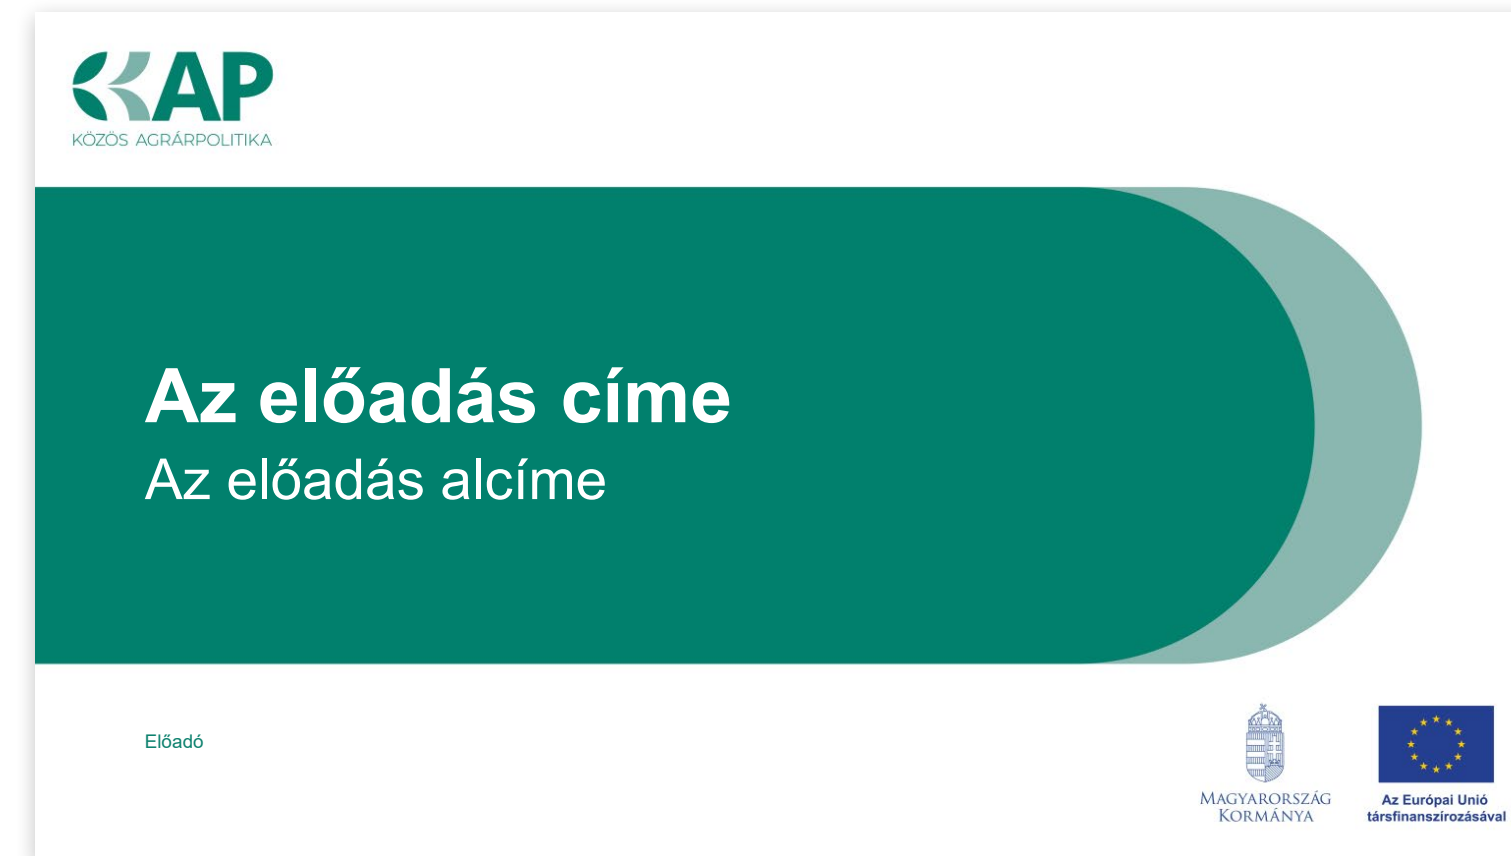 KAP
KÖZÖS AGRÁRPOLITIKA
Az előadás címe
Az előadás alcíme
Előadó
MAGYARORSZÁG
KORMÁNYA
Az Európai Unió
társfinanszírozásával